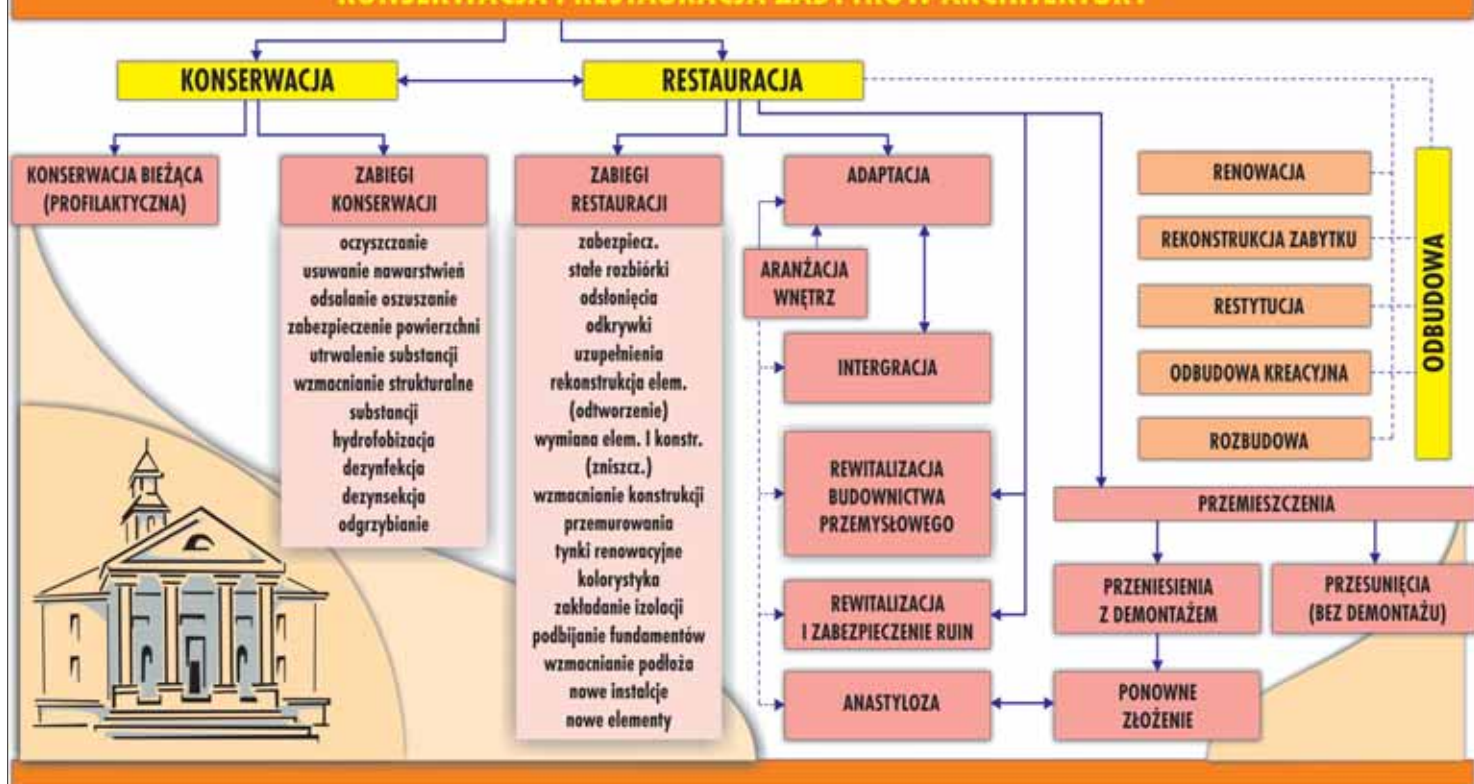 KONSERWACJA I RESTAURACJA ZABYTKÓW ARCHITEKTURY
KONSERWACJA
RESTAURACJA
KONSERWACJA BIEŻĄCA
(PROFILAKTYCZNA)
ZABIEGI
KONSERWACJI
oczyszczanie
usuwanie nawarstwień
odsalanie oszuszanie
zabezpieczenie powierzchni
utrwalenie substancji
wzmacnianie strukturalne
substancji
hydrofobizacja
dezynfekcja
dezynsekcja
odgrzybianie
ZABIEGI
RESTAURACJI
zabezpiecz.
stałe rozbiórki
odsłonięcia
odkrywki
uzupełnienia
rekonstrukcja elem.
(odtworzenie)
wymiana elem. I konstr.
(zniszcz.)
wzmacnianie konstrukcji
przemurowania
tynki renowacyjne
kolorystyka
zakładanie izolacji
podbijanie fundamentów
wzmacnianie podłoża
nowe instalcje
nowe elementy
ADAPTACJA
ARANŻACJA
WNĘTRZ
INTERGRACJA
REWITALIZACJA
BUDOWNICTWA
PRZEMYSŁOWEGO
REWITALIZACJA
I ZABEZPIECZENIE RUIN
ANASTYLOZA
RENOWACJA
REKONSTRUKCJA ZABYTKU
RESTYTUCJA
ODBUDOWA KREACYJNA
ROZBUDOWA
ODBUDOWA
PRZEMIESZCZENIA
PRZENIESIENIA
Z DEMONTAŻEM
PRZESUNIĘCIA
(BEZ DEMONTAŻU)
PONOWNE
ZŁOŻENIE